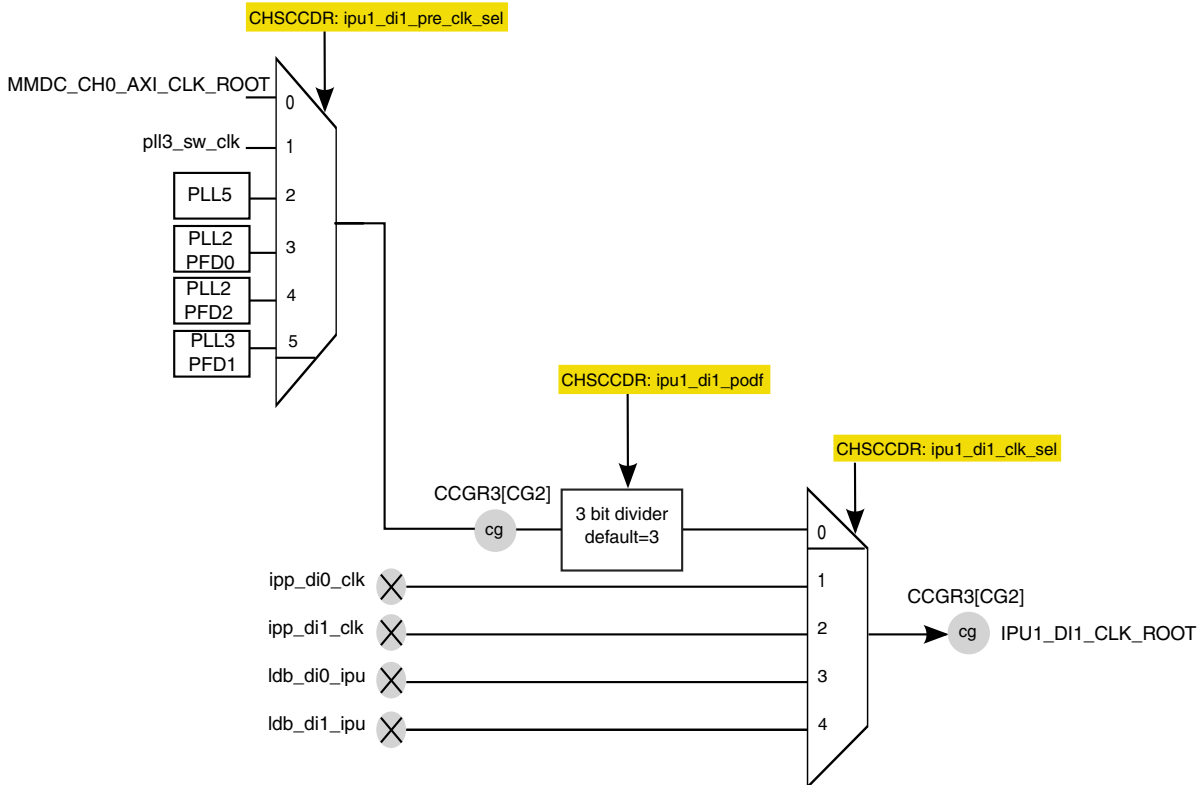 CHSCCDR: ipu1_di1_pre_clk_sel
MMDC_CH0_AXI_CLK_ROOT
0
pll3_sw_clk
1
PLL5
2
PLL2
PFD0
3
PLL2
PFD2
4
PLL3
PFD1
5
CHSCCDR: ipu1_di1_podf
CHSCCDR: ipu1_di1_clk_sel
CCGR3[CG2]
cg
3 bit divider
default=3
0
ipp_di0_clk
1
ipp_di1_clk
2
ldb_di0_ipu
3
ldb_di1_ipu
4
CCGR3[CG2]
cg
IPU1_DI1_CLK_ROOT